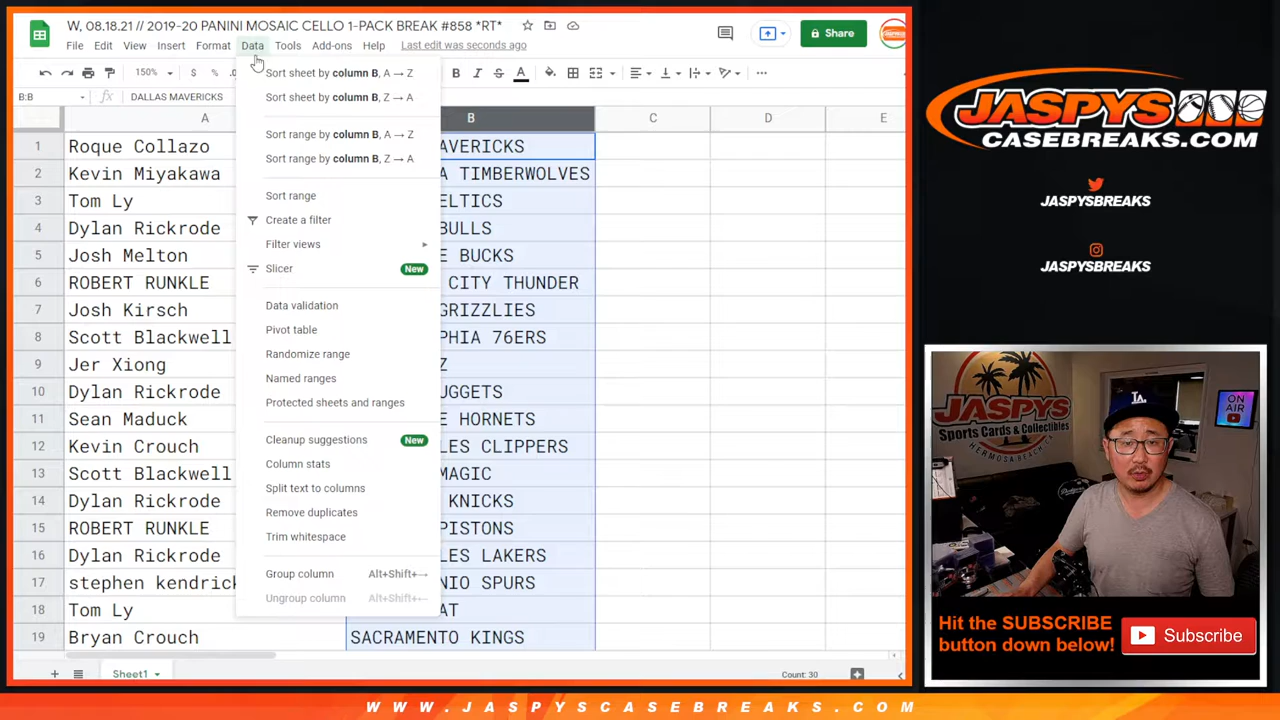 W, 08.18.21 // 2019-20 PANINI MOSAIC CELLO 1-PACK BREAK #858 *RT*
File Edit View Insert Format Data Tools Add-ons Help Last edit was seconds ago
Share
150% $ %
B:B DALLAS MAVERICKS
A B C D E
1 Roque Collazo AVERICKS
2 Kevin Miyakawa A TIMBERWOLVES
3 Tom Ly ELTICS
4 Dylan Rickrode BULLS
5 Josh Melton E BUCKS
6 ROBERT RUNKLE CITY THUNDER
7 Josh Kirsch GRIZZLIES
8 Scott Blackwell PHIA 76ERS
9 Jer Xiong Z
10 Dylan Rickrode UGGETS
11 Sean Maduck E HORNETS
12 Kevin Crouch LES CLIPPERS
13 Scott Blackwell MAGIC
14 Dylan Rickrode KNICKS
15 ROBERT RUNKLE PISTONS
16 Dylan Rickrode LES LAKERS
17 stephen kendrick NIO SPURS
18 Tom Ly AT
19 Bryan Crouch SACRAMENTO KINGS
Sort sheet by column B, A → Z
Sort sheet by column B, Z → A
Sort range by column B, A → Z
Sort range by column B, Z → A
Sort range
Create a filter
Filter views
Slicer New
Data validation
Pivot table
Randomize range
Named ranges
Protected sheets and ranges
Cleanup suggestions New
Column stats
Split text to columns
Remove duplicates
Trim whitespace
Group column Alt+Shift+→
Ungroup column Alt+Shift+←
Sheet1
Count: 30
JASPYS
CASEBREAKS.COM
JASPYSBREAKS
JASPYSBREAKS
JASPYS
Sports Cards & Collectibles
HERMOSA BEACH
ON AIR
LA
Hit the SUBSCRIBE
button down below!
Subscribe
WWW.JASPYSCASEBREAKS.COM